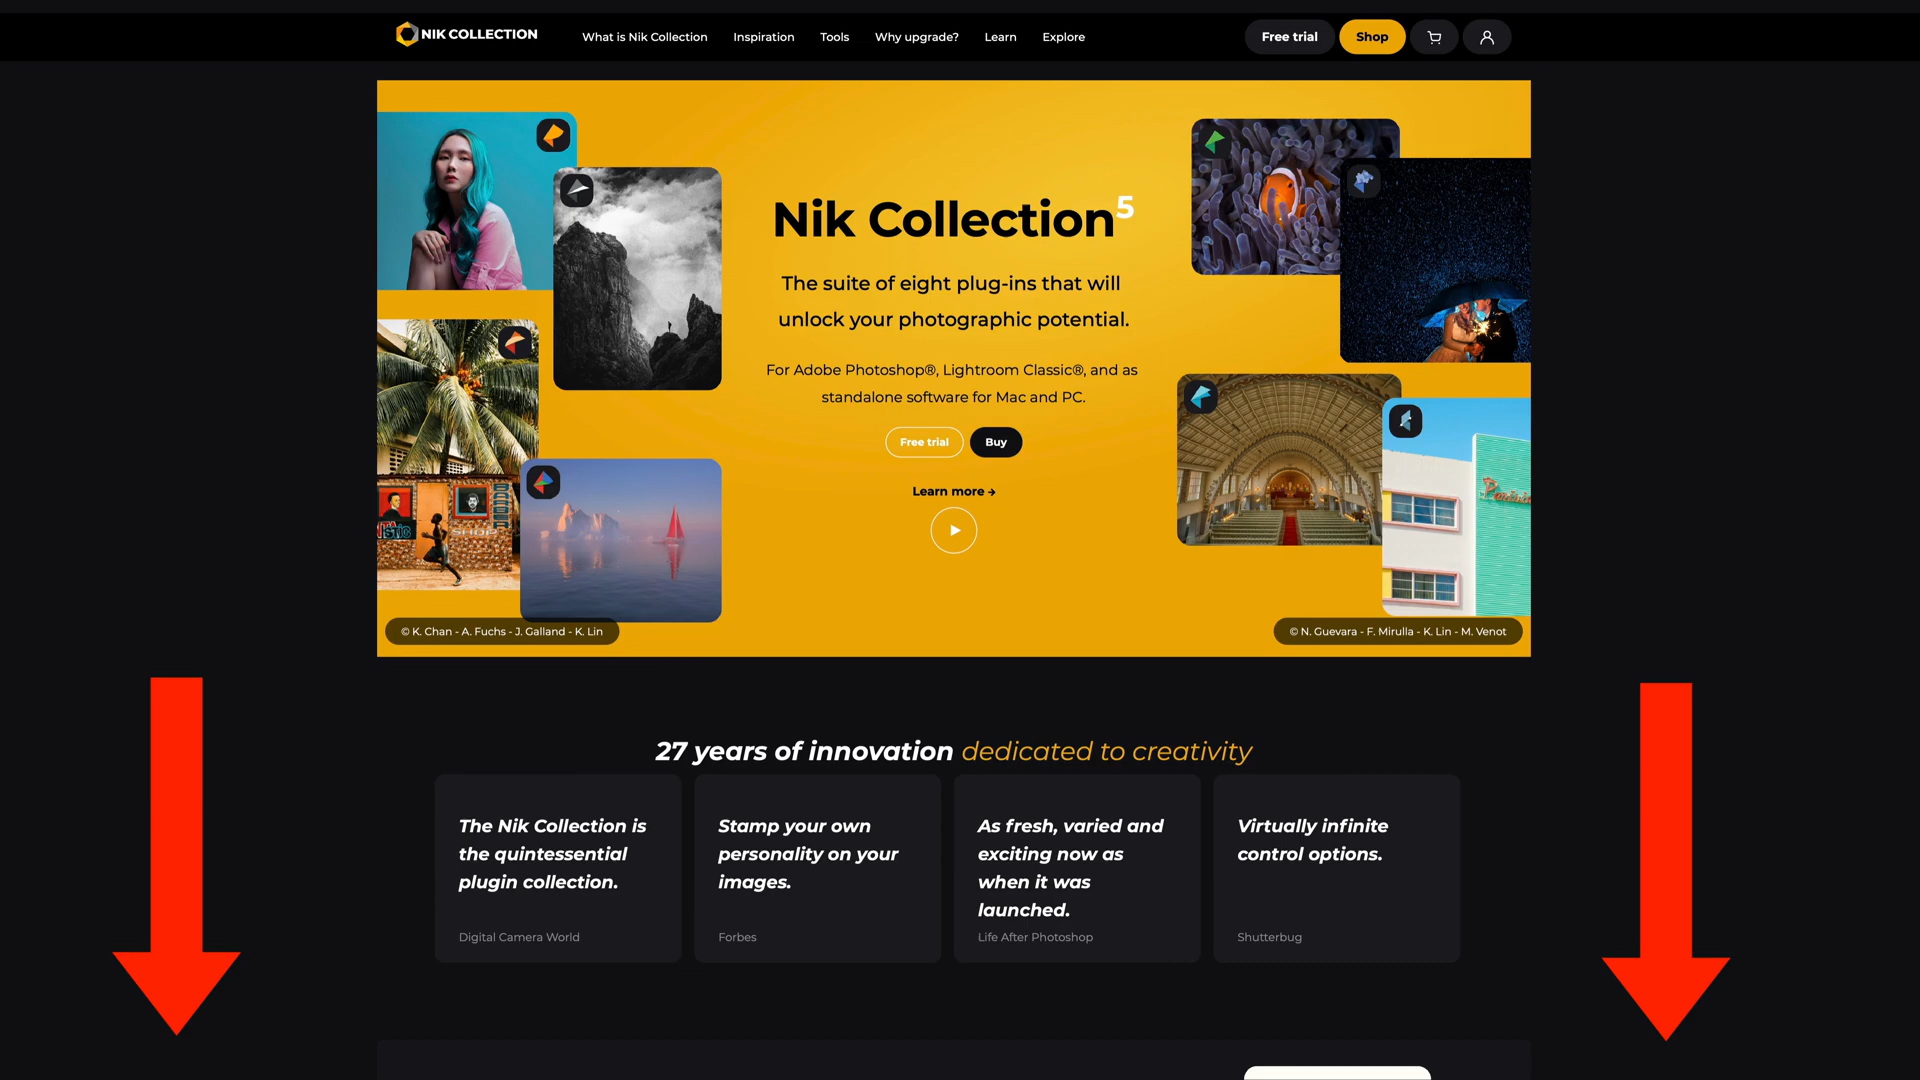 NIK COLLECTION
What is Nik Collection
Inspiration
Tools
Why upgrade?
Learn
Explore
Free trial
Shop
Nik Collection5
The suite of eight plug-ins that will
unlock your photographic potential.
For Adobe Photoshop®, Lightroom Classic®, and as
standalone software for Mac and PC.
Free trial
Buy
Learn more →
SHOP
© K. Chan - A. Fuchs - J. Galland - K. Lin
© N. Guevara - F. Mirulla - K. Lin - M. Venot
27 years of innovation dedicated to creativity
The Nik Collection is
the quintessential
plugin collection.
Digital Camera World
Stamp your own
personality on your
images.
Forbes
As fresh, varied and
exciting now as
when it was
launched.
Life After Photoshop
Virtually infinite
control options.
Shutterbug